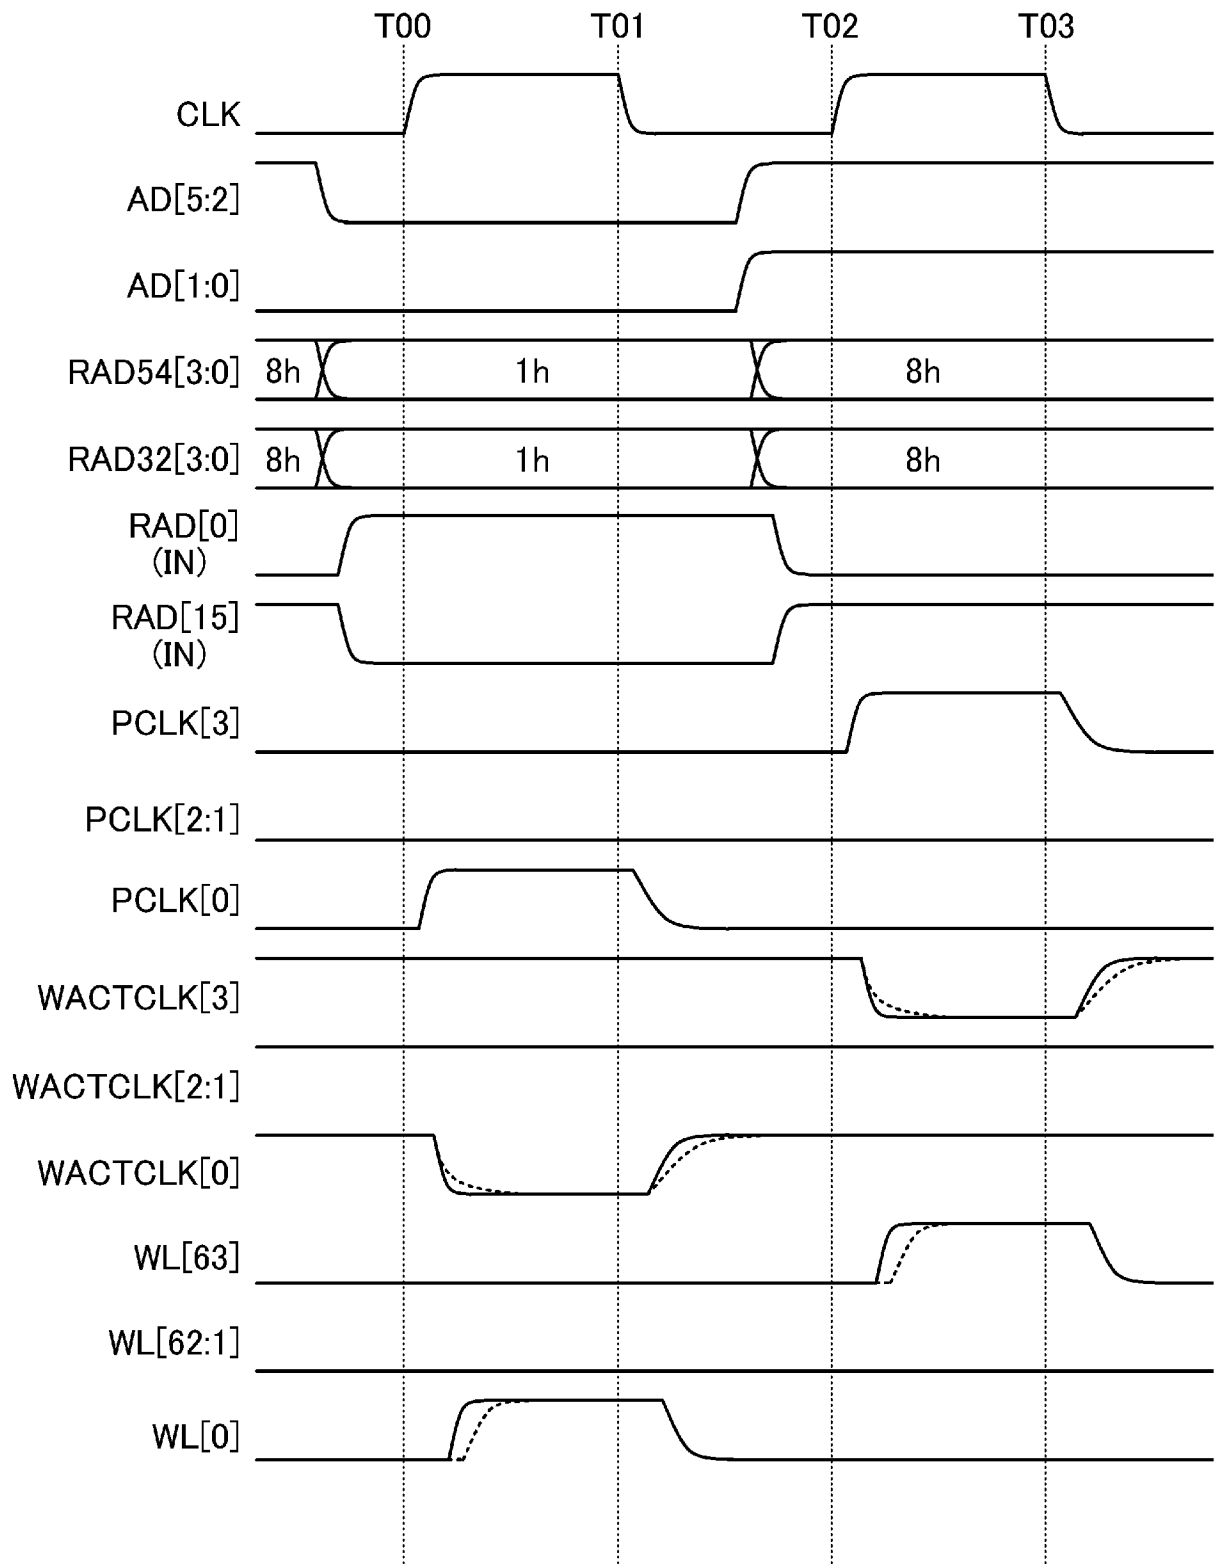 T00 T01 T02 T03
CLK
AD[5:2]
AD[1:0]
RAD54[3:0] 8h 1h 8h
RAD32[3:0] 8h 1h 8h
RAD[0]
(IN)
RAD[15]
(IN)
PCLK[3]
PCLK[2:1]
PCLK[0]
WACTCLK[3]
WACTCLK[2:1]
WACTCLK[0]
WL[63]
WL[62:1]
WL[0]